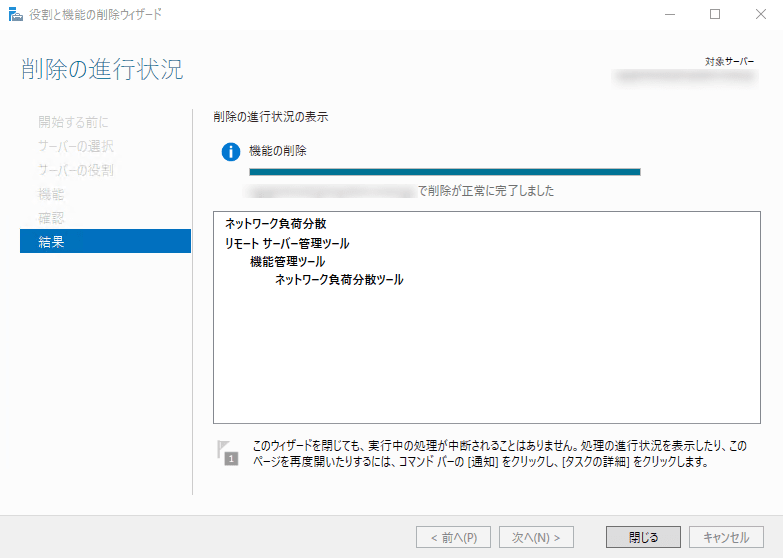 役割と機能の削除ウィザード
削除の進行状況
対象サーバー
開始する前に
サーバーの選択
サーバーの役割
機能
確認
結果
削除の進行状況の表示
機能の削除
で削除が正常に完了しました
ネットワーク負荷分散
リモート サーバー管理ツール
機能管理ツール
ネットワーク負荷分散ツール
1
このウィザードを閉じても、実行中の処理が中断されることはありません。処理の進行状況を表示したり、この
ページを再度開いたりするには、コマンド バーの [通知] をクリックし、[タスクの詳細] をクリックします。
< 前へ(P)
次へ(N) >
閉じる
キャンセル